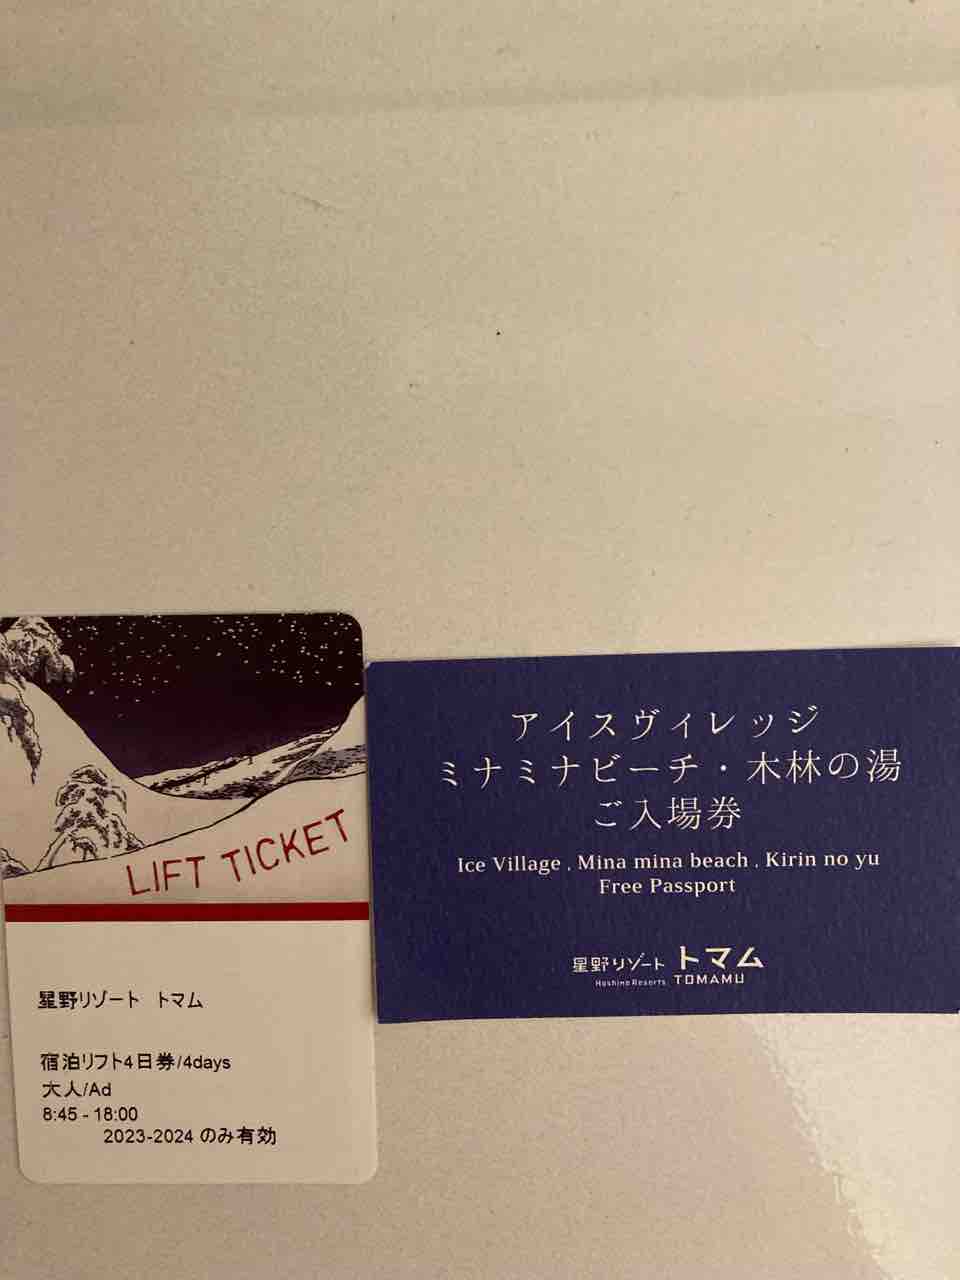 LIFT TICKET
星野リゾート トマム
宿泊リフト4日券/4days
大人/Ad
8:45 - 18:00
2023-2024 のみ有効
アイスヴィレッジ
ミナミナビーチ・木林の湯
ご入場券
Ice Village , Mina mina beach , Kirin no yu
Free Passport
星野リゾート トマム
Hoshino Resorts TOMAMU